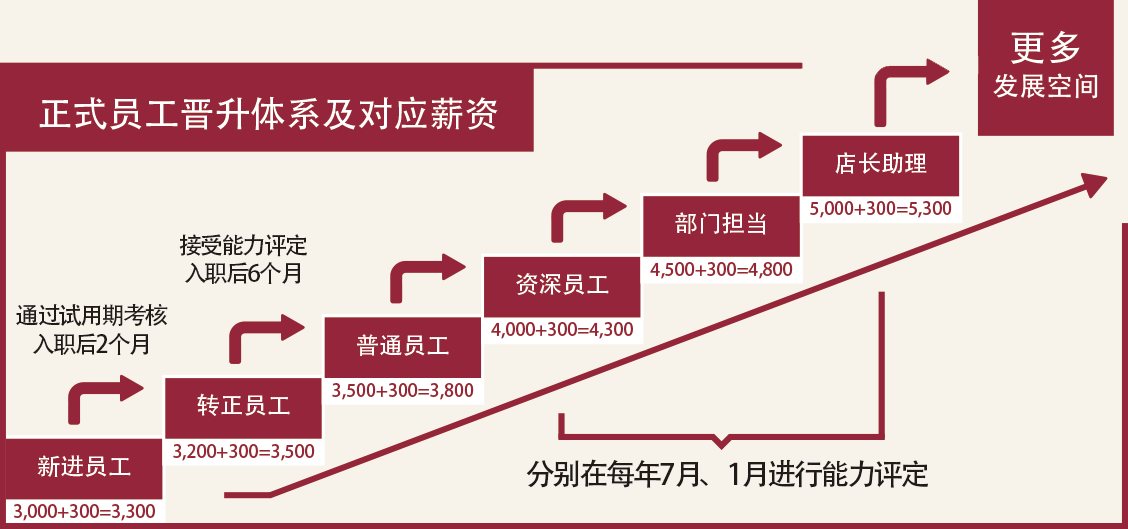 更多
发展空间
正式员工晋升体系及对应薪资
店长助理
5,000+300=5,300
部门担当
4,500+300=4,800
接受能力评定
入职后6个月
资深员工
4,000+300=4,300
通过试用期考核
入职后2个月
普通员工
3,500+300=3,800
转正员工
3,200+300=3,500
新进员工
3,000+300=3,300
分别在每年7月、1月进行能力评定